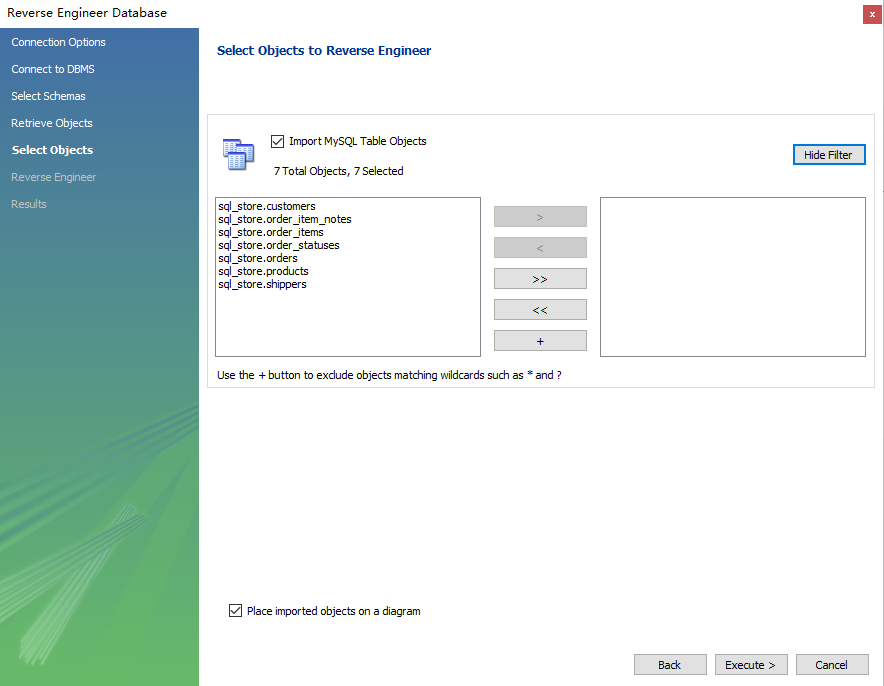 Reverse Engineer Database
x
Connection Options
Connect to DBMS
Select Schemas
Retrieve Objects
Select Objects
Reverse Engineer
Results
Select Objects to Reverse Engineer
Import MySQL Table Objects
7 Total Objects, 7 Selected
Hide Filter
sql_store.customers
sql_store.order_item_notes
sql_store.order_items
sql_store.order_statuses
sql_store.orders
sql_store.products
sql_store.shippers
>
<
>>
<<
+
Use the + button to exclude objects matching wildcards such as * and ?
Place imported objects on a diagram
Back
Execute >
Cancel